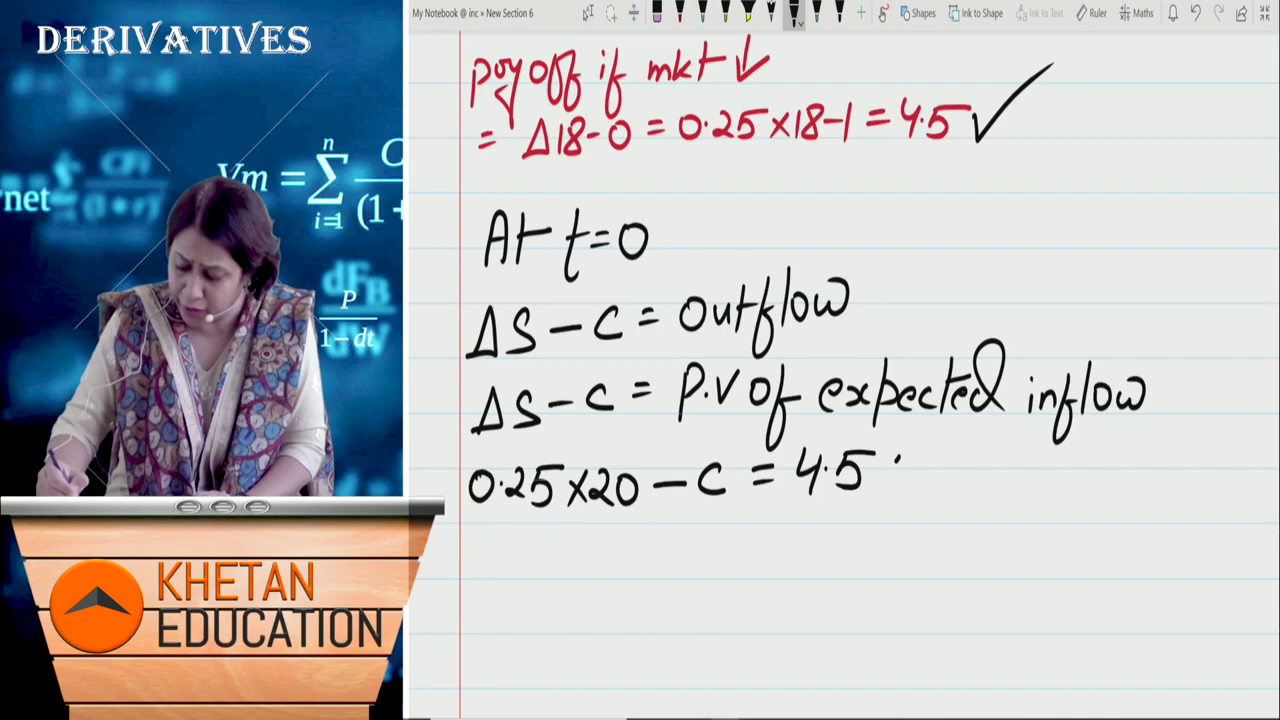 DERIVATIVES
My Notebook @ inc » New Section 6
Shapes
Ink to Shape
Ink to Text
Ruler
Maths
payoff if mkt ↓
= Δ18-0 = 0.25×18-1 = 4.5 ✓
At t=0
ΔS - C = outflow
ΔS - C = P.V of expected inflow
0.25×20 - C = 4.5 .
net
Vm = n Σ i=1
(1+
dF B
dW
P
1-dt
KHETAN
EDUCATION